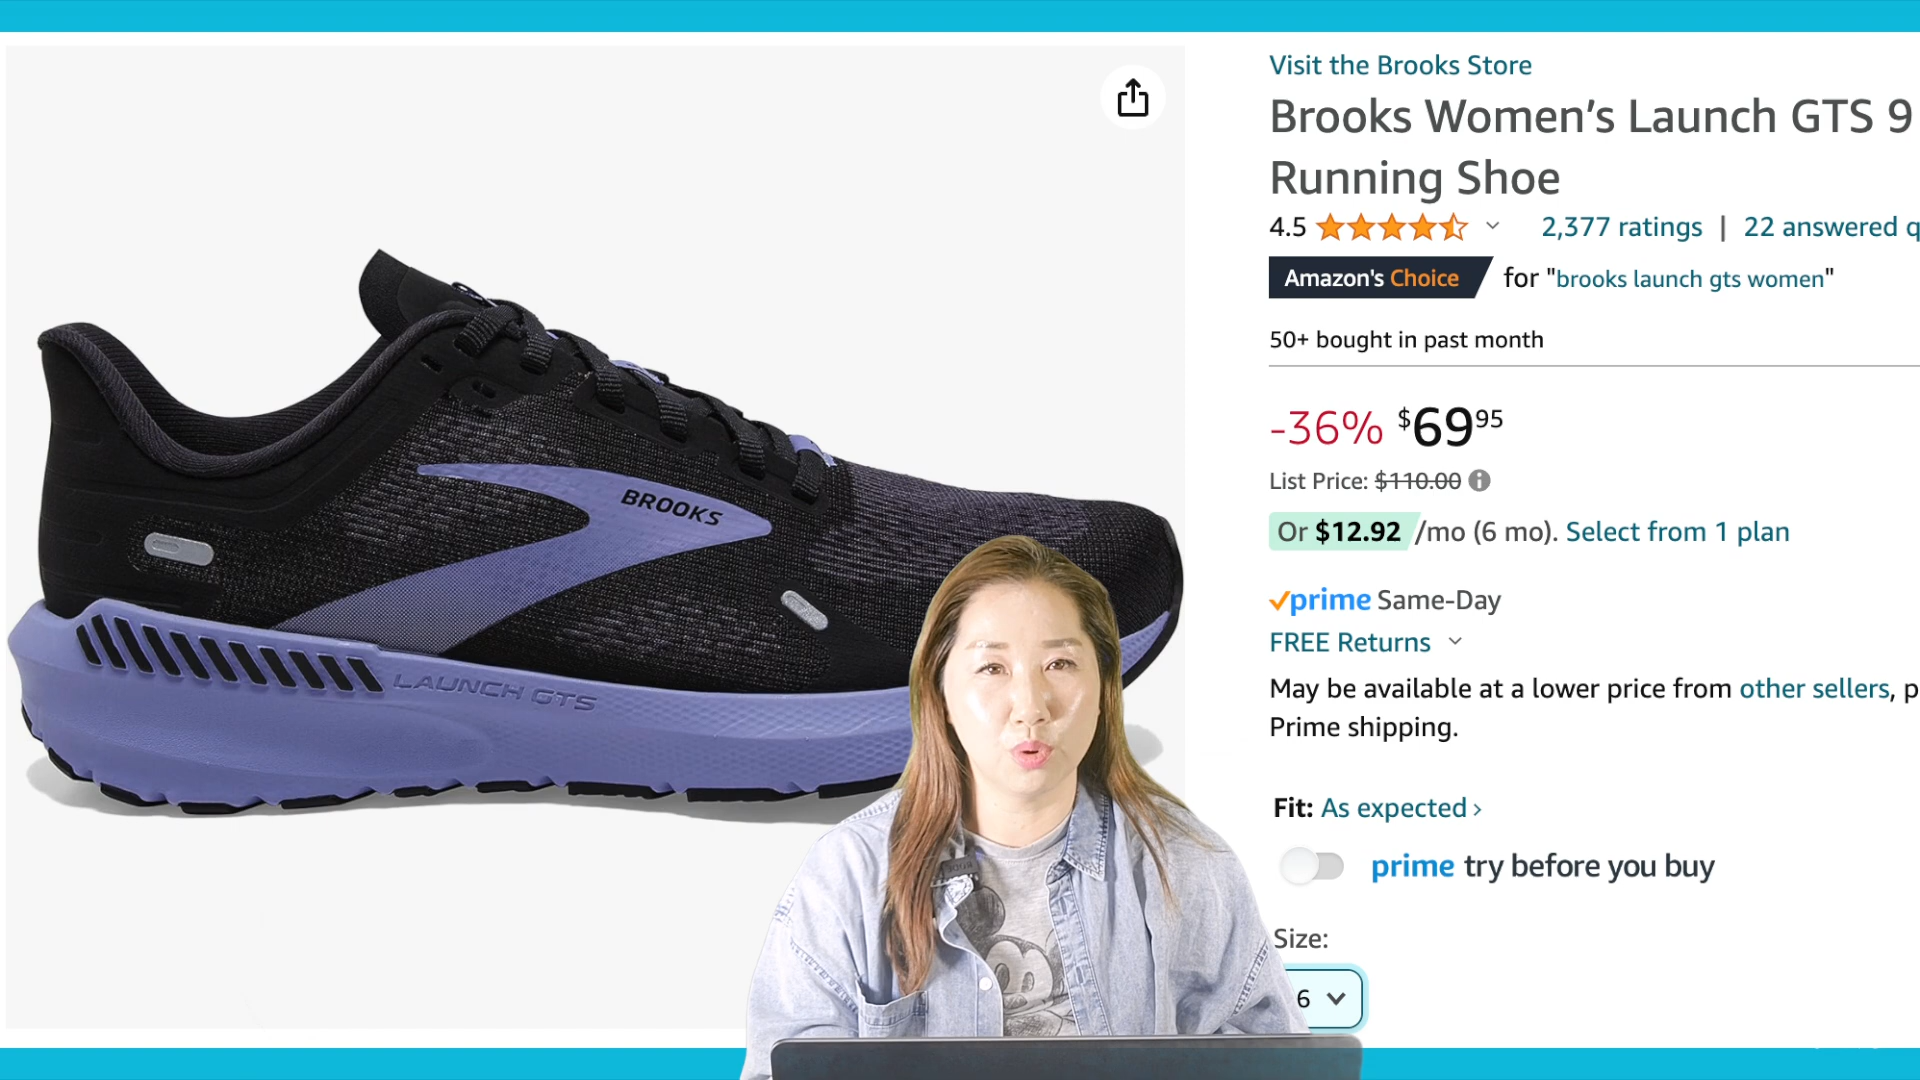 Visit the Brooks Store
Brooks Women’s Launch GTS 9
Running Shoe
4.5
2,377 ratings | 22 answered q
Amazon's Choice for "brooks launch gts women"
50+ bought in past month
-36% $69 95
List Price: $110.00
Or $12.92 /mo (6 mo). Select from 1 plan
prime Same-Day
FREE Returns
May be available at a lower price from other sellers, p
Prime shipping.
Fit: As expected ›
prime try before you buy
Size:
6
BROOKS
LAUNCH GTS